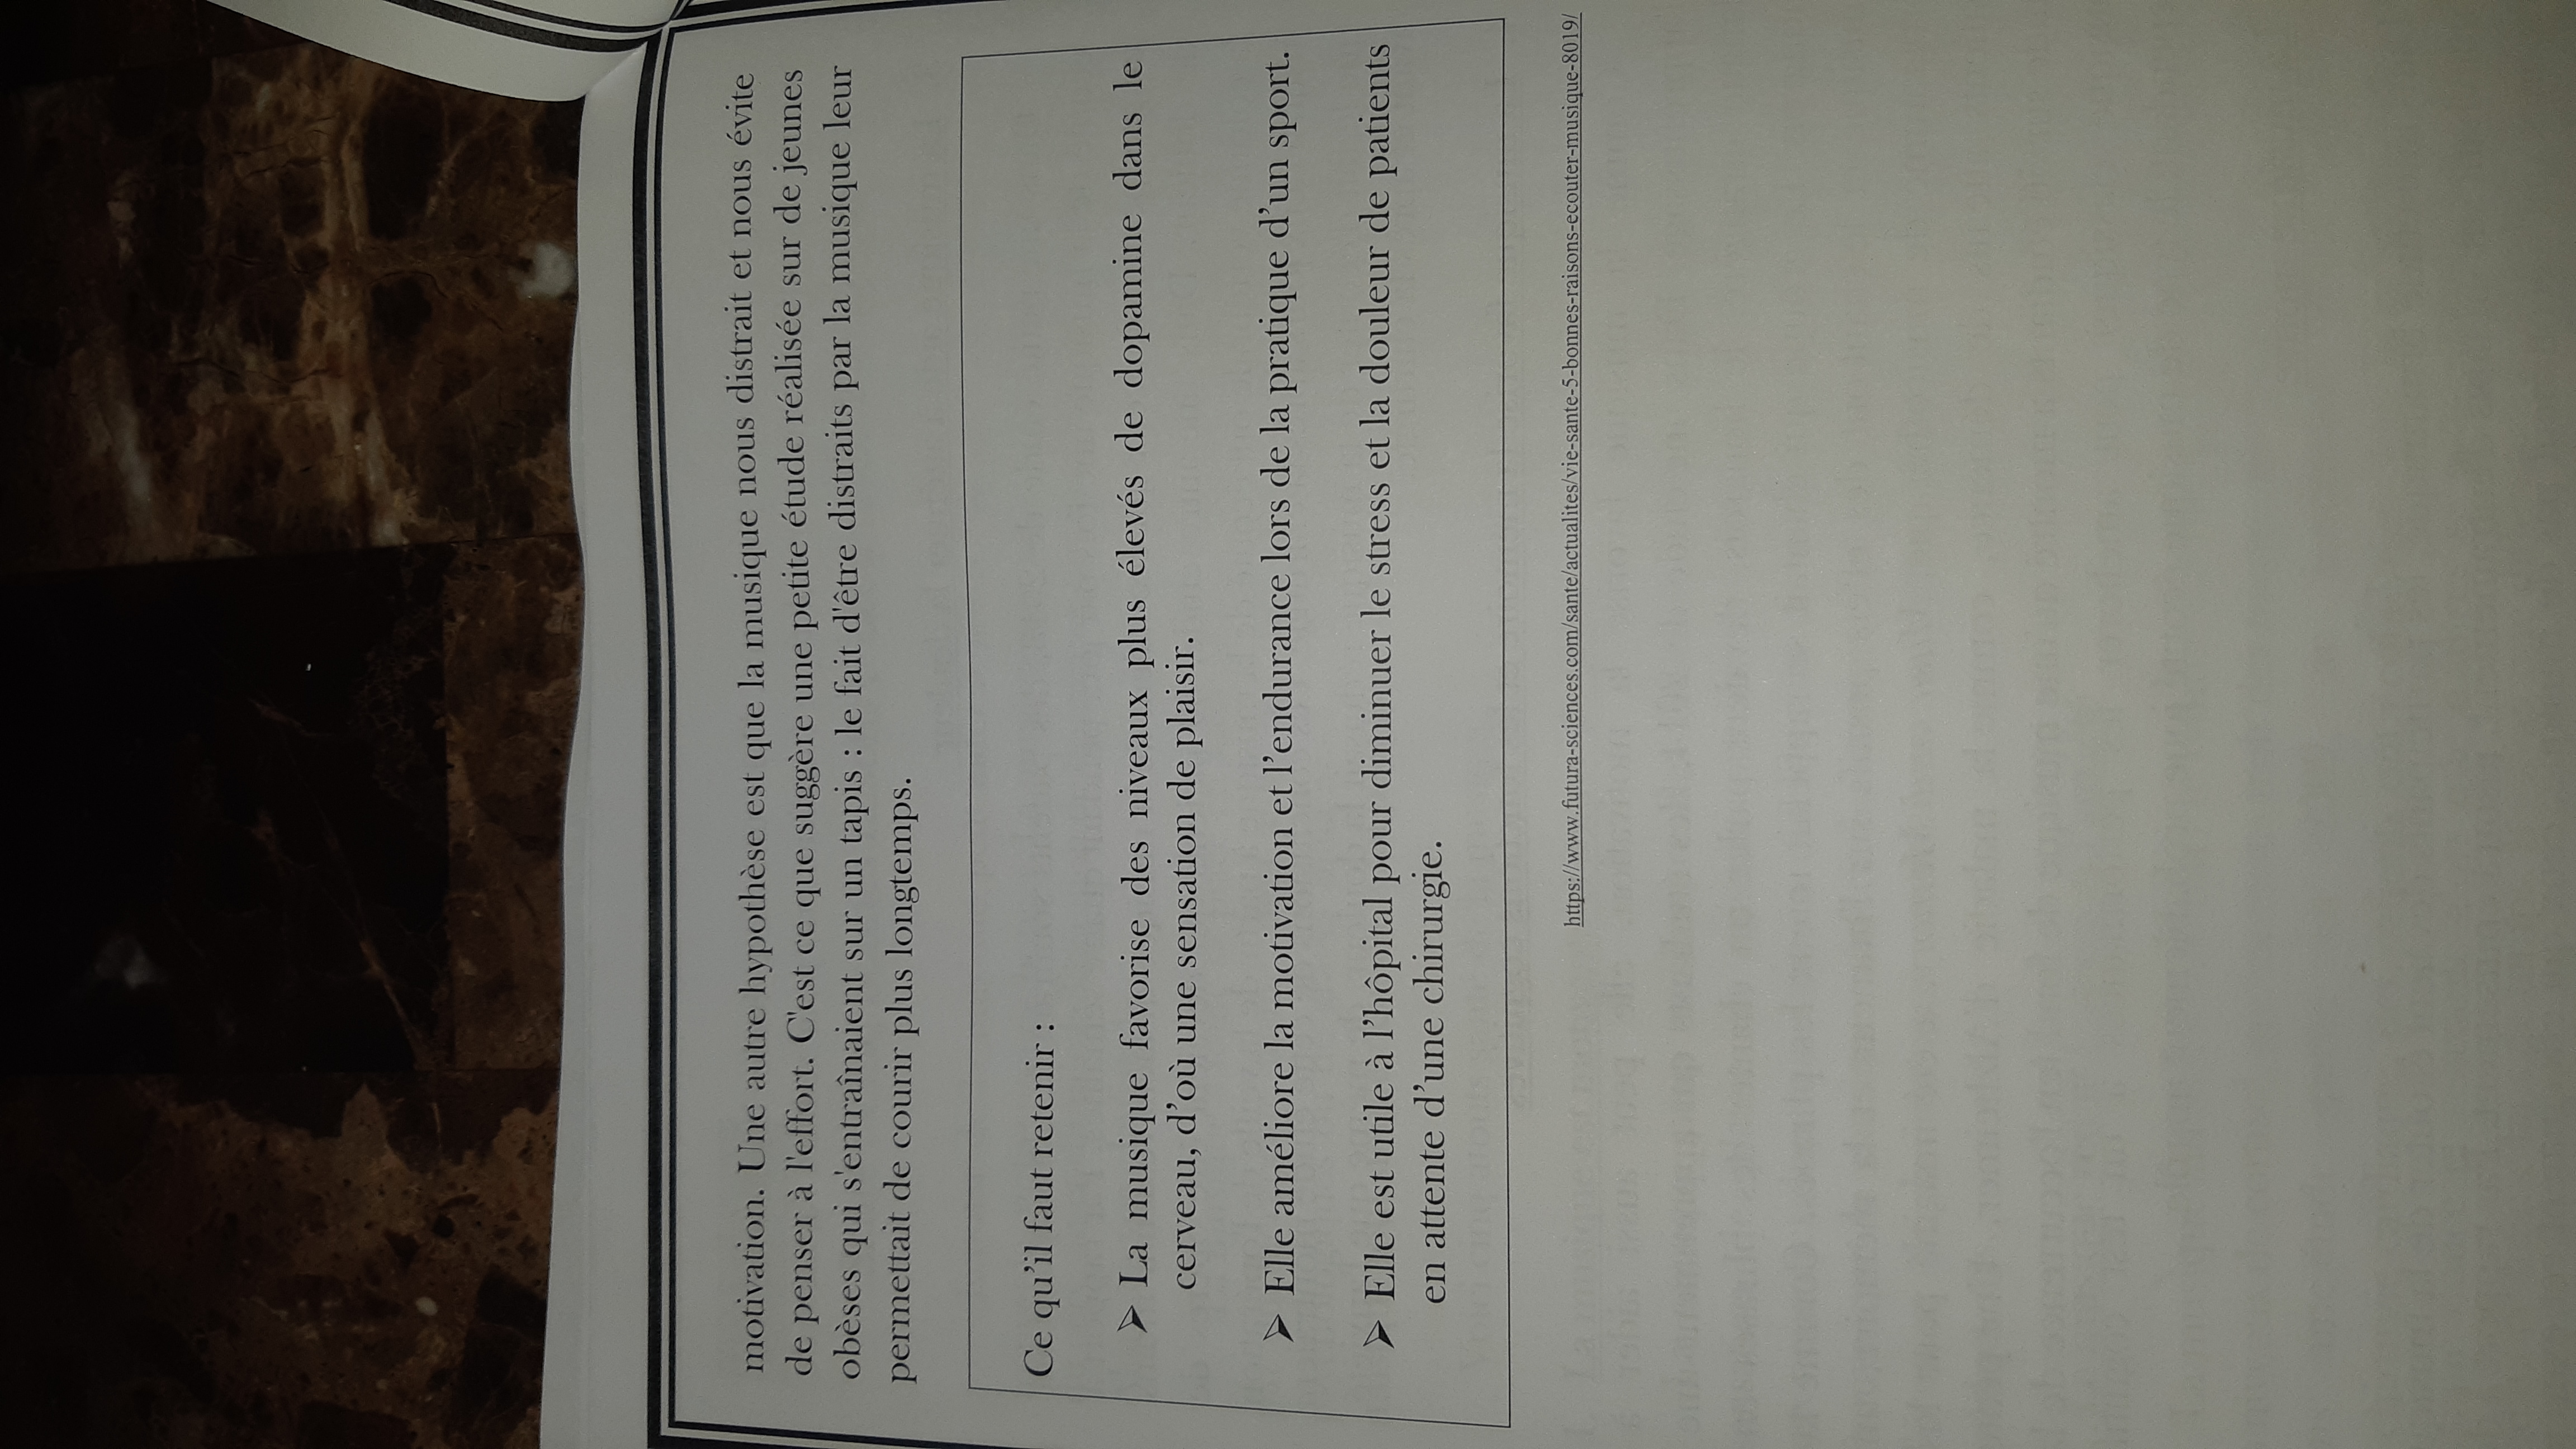 motivation. Une autre hypothèse est que la musique nous distrait et nous évite
de penser à l'effort. C'est ce que suggère une petite étude réalisée sur de jeunes
obèses qui s'entraînaient sur un tapis : le fait d'être distraits par la musique leur
permettait de courir plus longtemps.
Ce qu’il faut retenir :
➢ La musique favorise des niveaux plus élevés de dopamine dans le
cerveau, d’où une sensation de plaisir.
➢ Elle améliore la motivation et l’endurance lors de la pratique d’un sport.
➢ Elle est utile à l’hôpital pour diminuer le stress et la douleur de patients
en attente d’une chirurgie.
https://www.futura-sciences.com/sante/actualites/vie-sante-5-bonnes-raisons-ecouter-musique-8019/